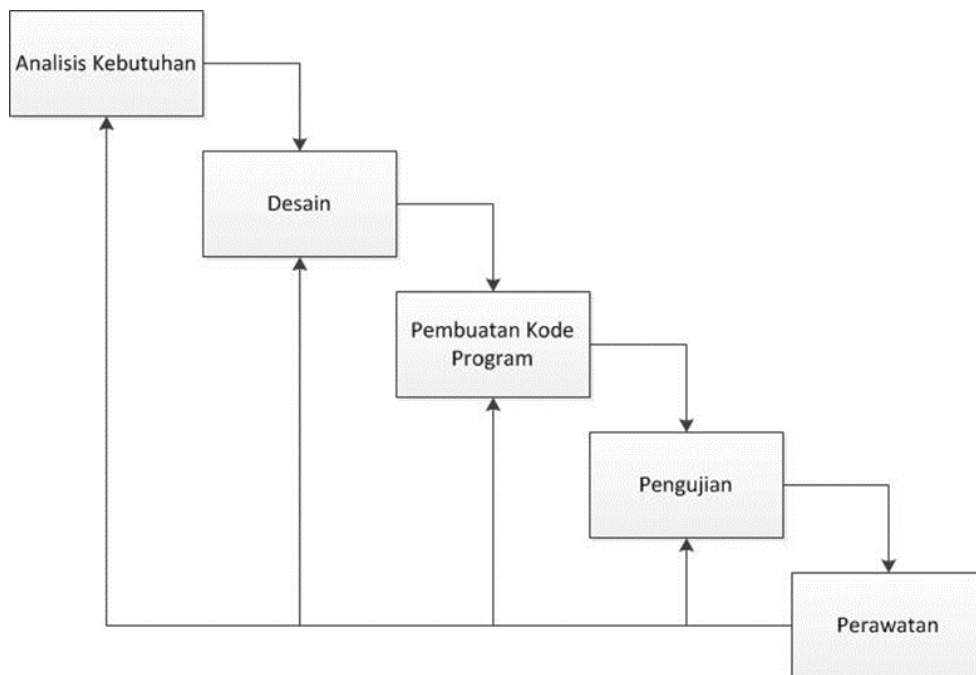 Analisis Kebutuhan
Desain
Pembuatan Kode
Program
Pengujian
Perawatan